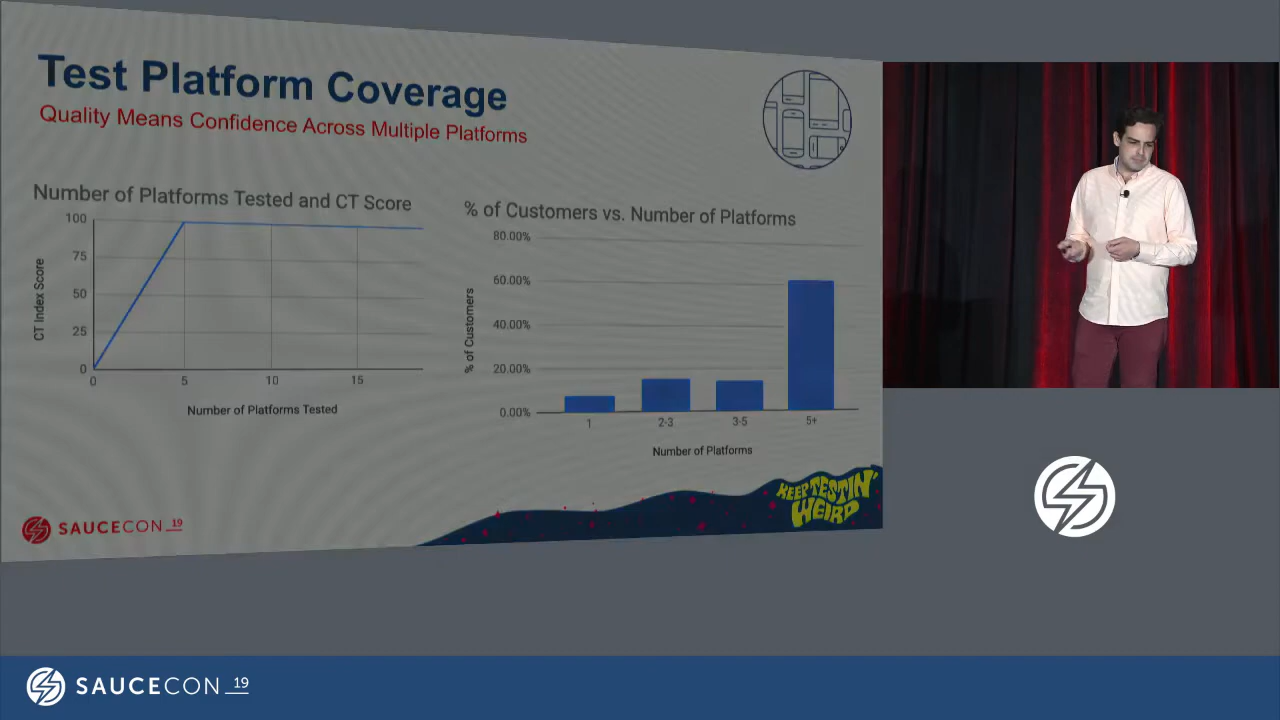 Test Platform Coverage
Quality Means Confidence Across Multiple Platforms
Number of Platforms Tested and CT Score
100
75
50
25
0
CT Index Score
0 5 10 15
Number of Platforms Tested
% of Customers vs. Number of Platforms
80.00%
60.00%
40.00%
20.00%
0.00%
% of Customers
1 2-3 3-5 5+
Number of Platforms
KEEP TESTIN'
WEIRD
SAUCECON 19
SAUCECON 19